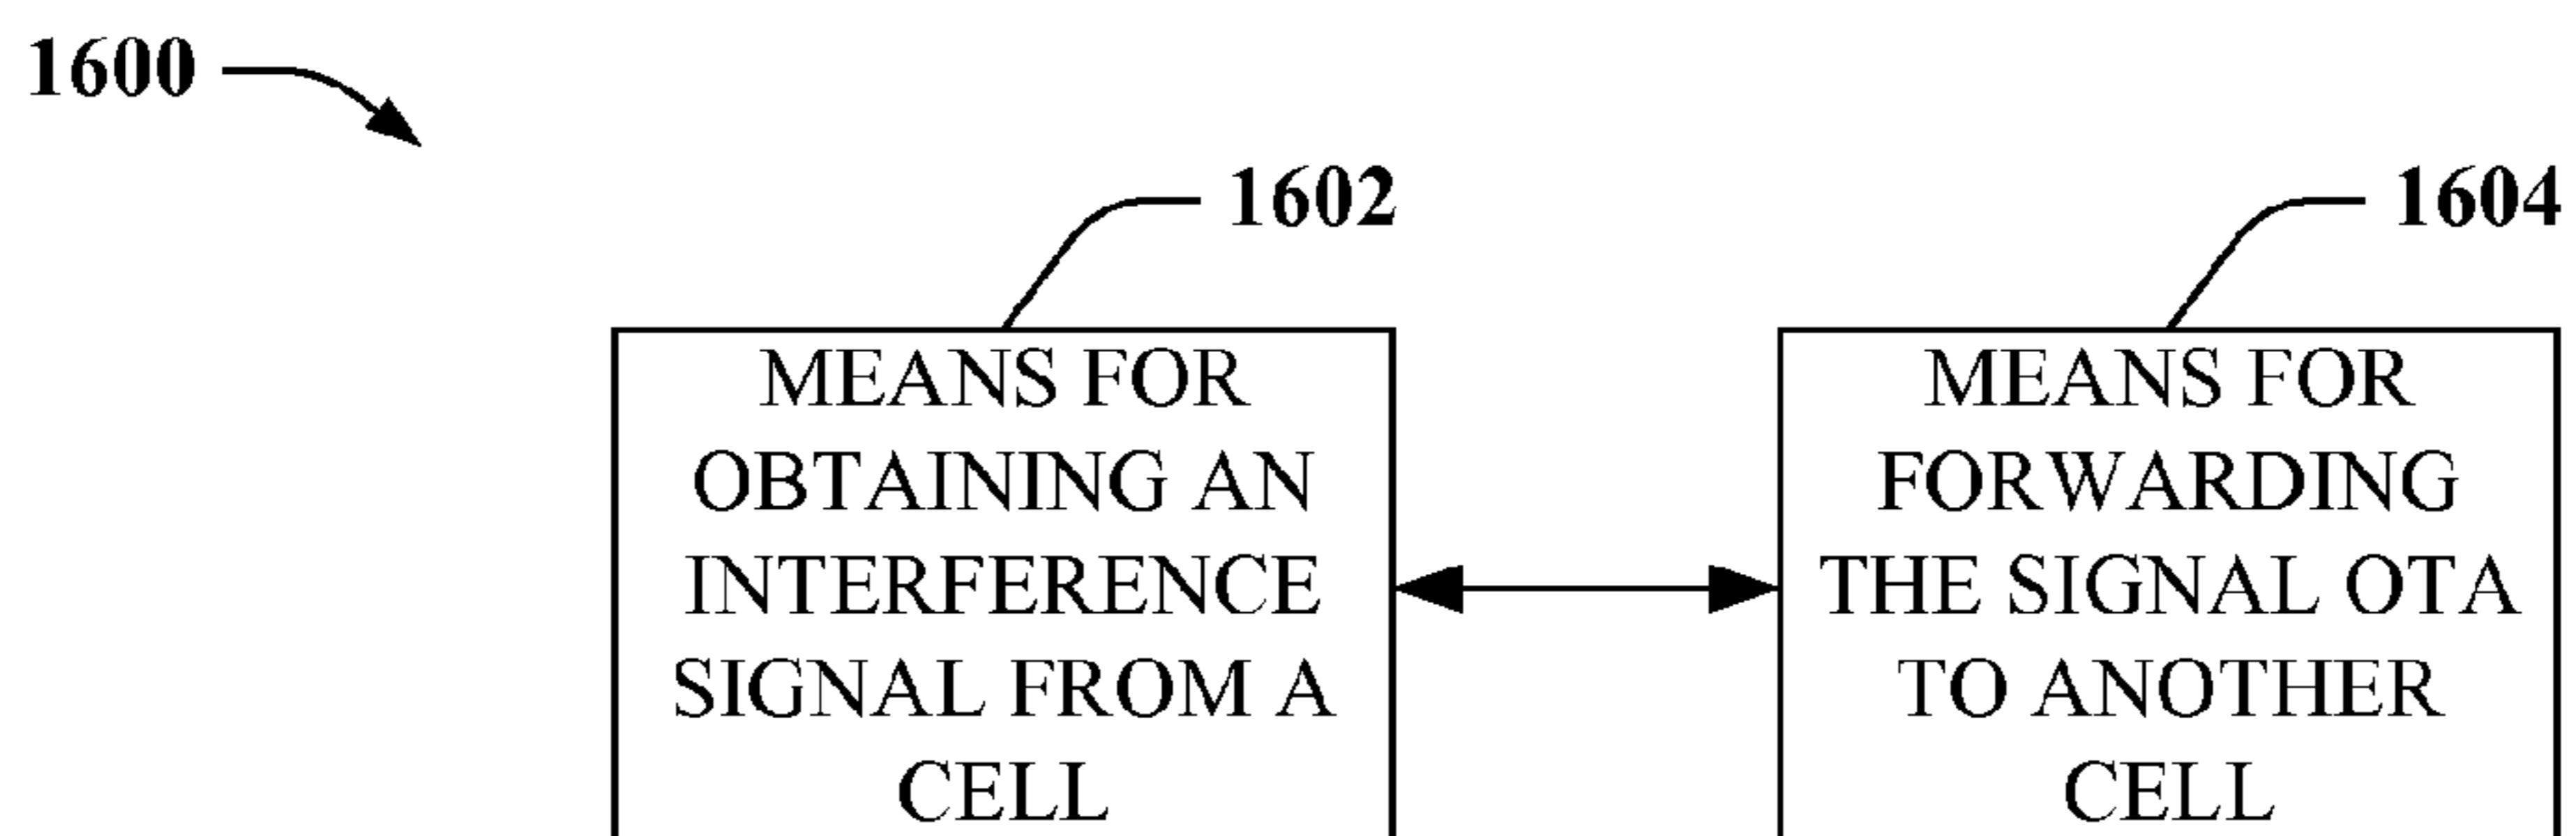 1600
1602
1604
MEANS FOR
OBTAINING AN
INTERFERENCE
SIGNAL FROM A
CELL
MEANS FOR
FORWARDING
THE SIGNAL OTA
TO ANOTHER
CELL